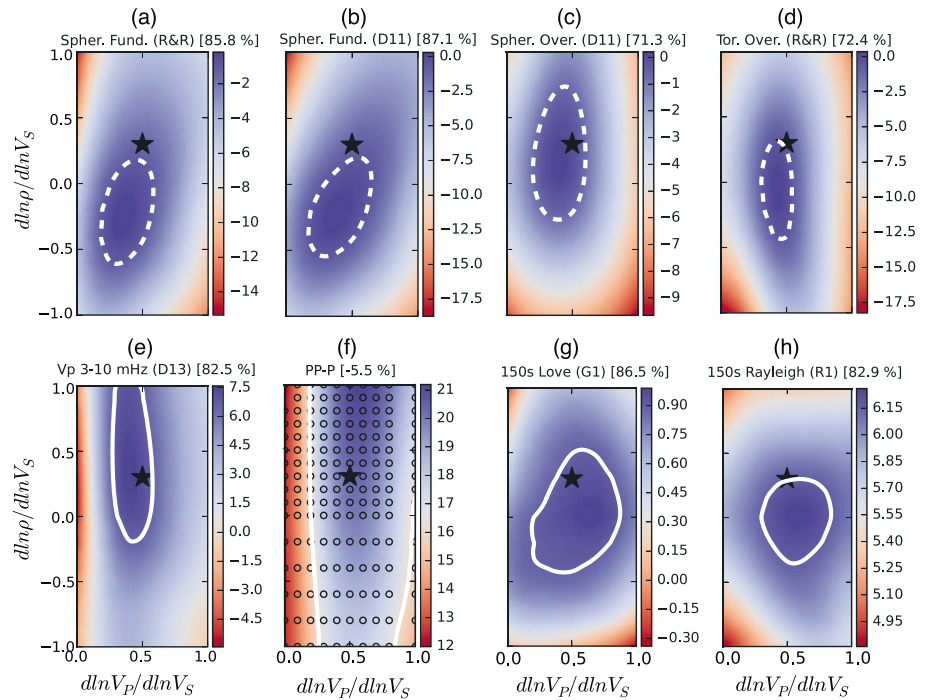 (a) (b) (c) (d)
Spher. Fund. (R&R) [85.8 %] Spher. Fund. (D11) [87.1 %] Spher. Over. (D11) [71.3 %] Tor. Over. (R&R) [72.4 %]
1.0 0.5 0.0 −0.5 −1.0
dlnρ/dlnV_S
−2 −4 −6 −8 −10 −12 −14
0.0 −2.5 −5.0 −7.5 −10.0 −12.5 −15.0 −17.5
0 −1 −2 −3 −4 −5 −6 −7 −8 −9
0.0 −2.5 −5.0 −7.5 −10.0 −12.5 −15.0 −17.5
(e) (f) (g) (h)
Vp 3-10 mHz (D13) [82.5 %] PP-P [-5.5 %] 150s Love (G1) [86.5 %] 150s Rayleigh (R1) [82.9 %]
1.0 0.5 0.0 −0.5 −1.0
dlnρ/dlnV_S
7.5 6.0 4.5 3.0 1.5 0.0 −1.5 −3.0 −4.5
21 20 19 18 17 16 15 14 13 12
0.90 0.75 0.60 0.45 0.30 0.15 0.00 −0.15 −0.30
6.15 6.00 5.85 5.70 5.55 5.40 5.25 5.10 4.95
0.0 0.5 1.0 0.0 0.5 1.0 0.0 0.5 1.0 0.0 0.5 1.0
dlnV_P/dlnV_S dlnV_P/dlnV_S dlnV_P/dlnV_S dlnV_P/dlnV_S